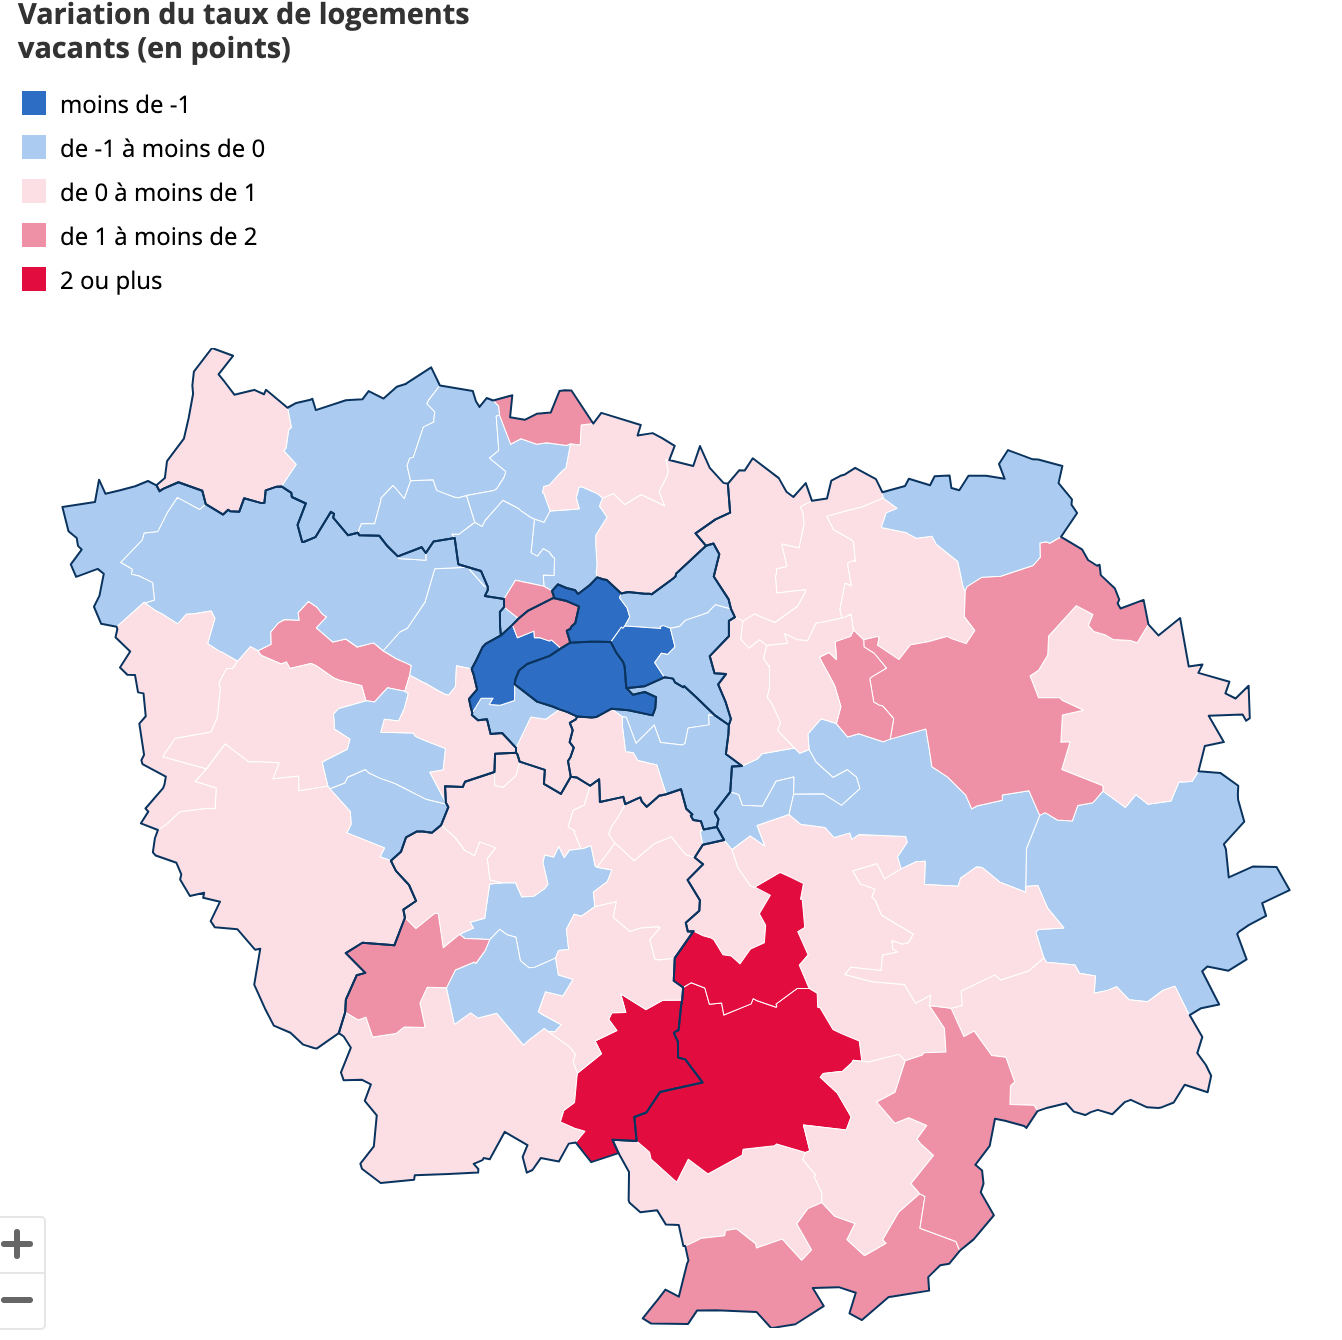 Variation du taux de logements
vacants (en points)
moins de -1
de -1 à moins de 0
de 0 à moins de 1
de 1 à moins de 2
2 ou plus
+
−